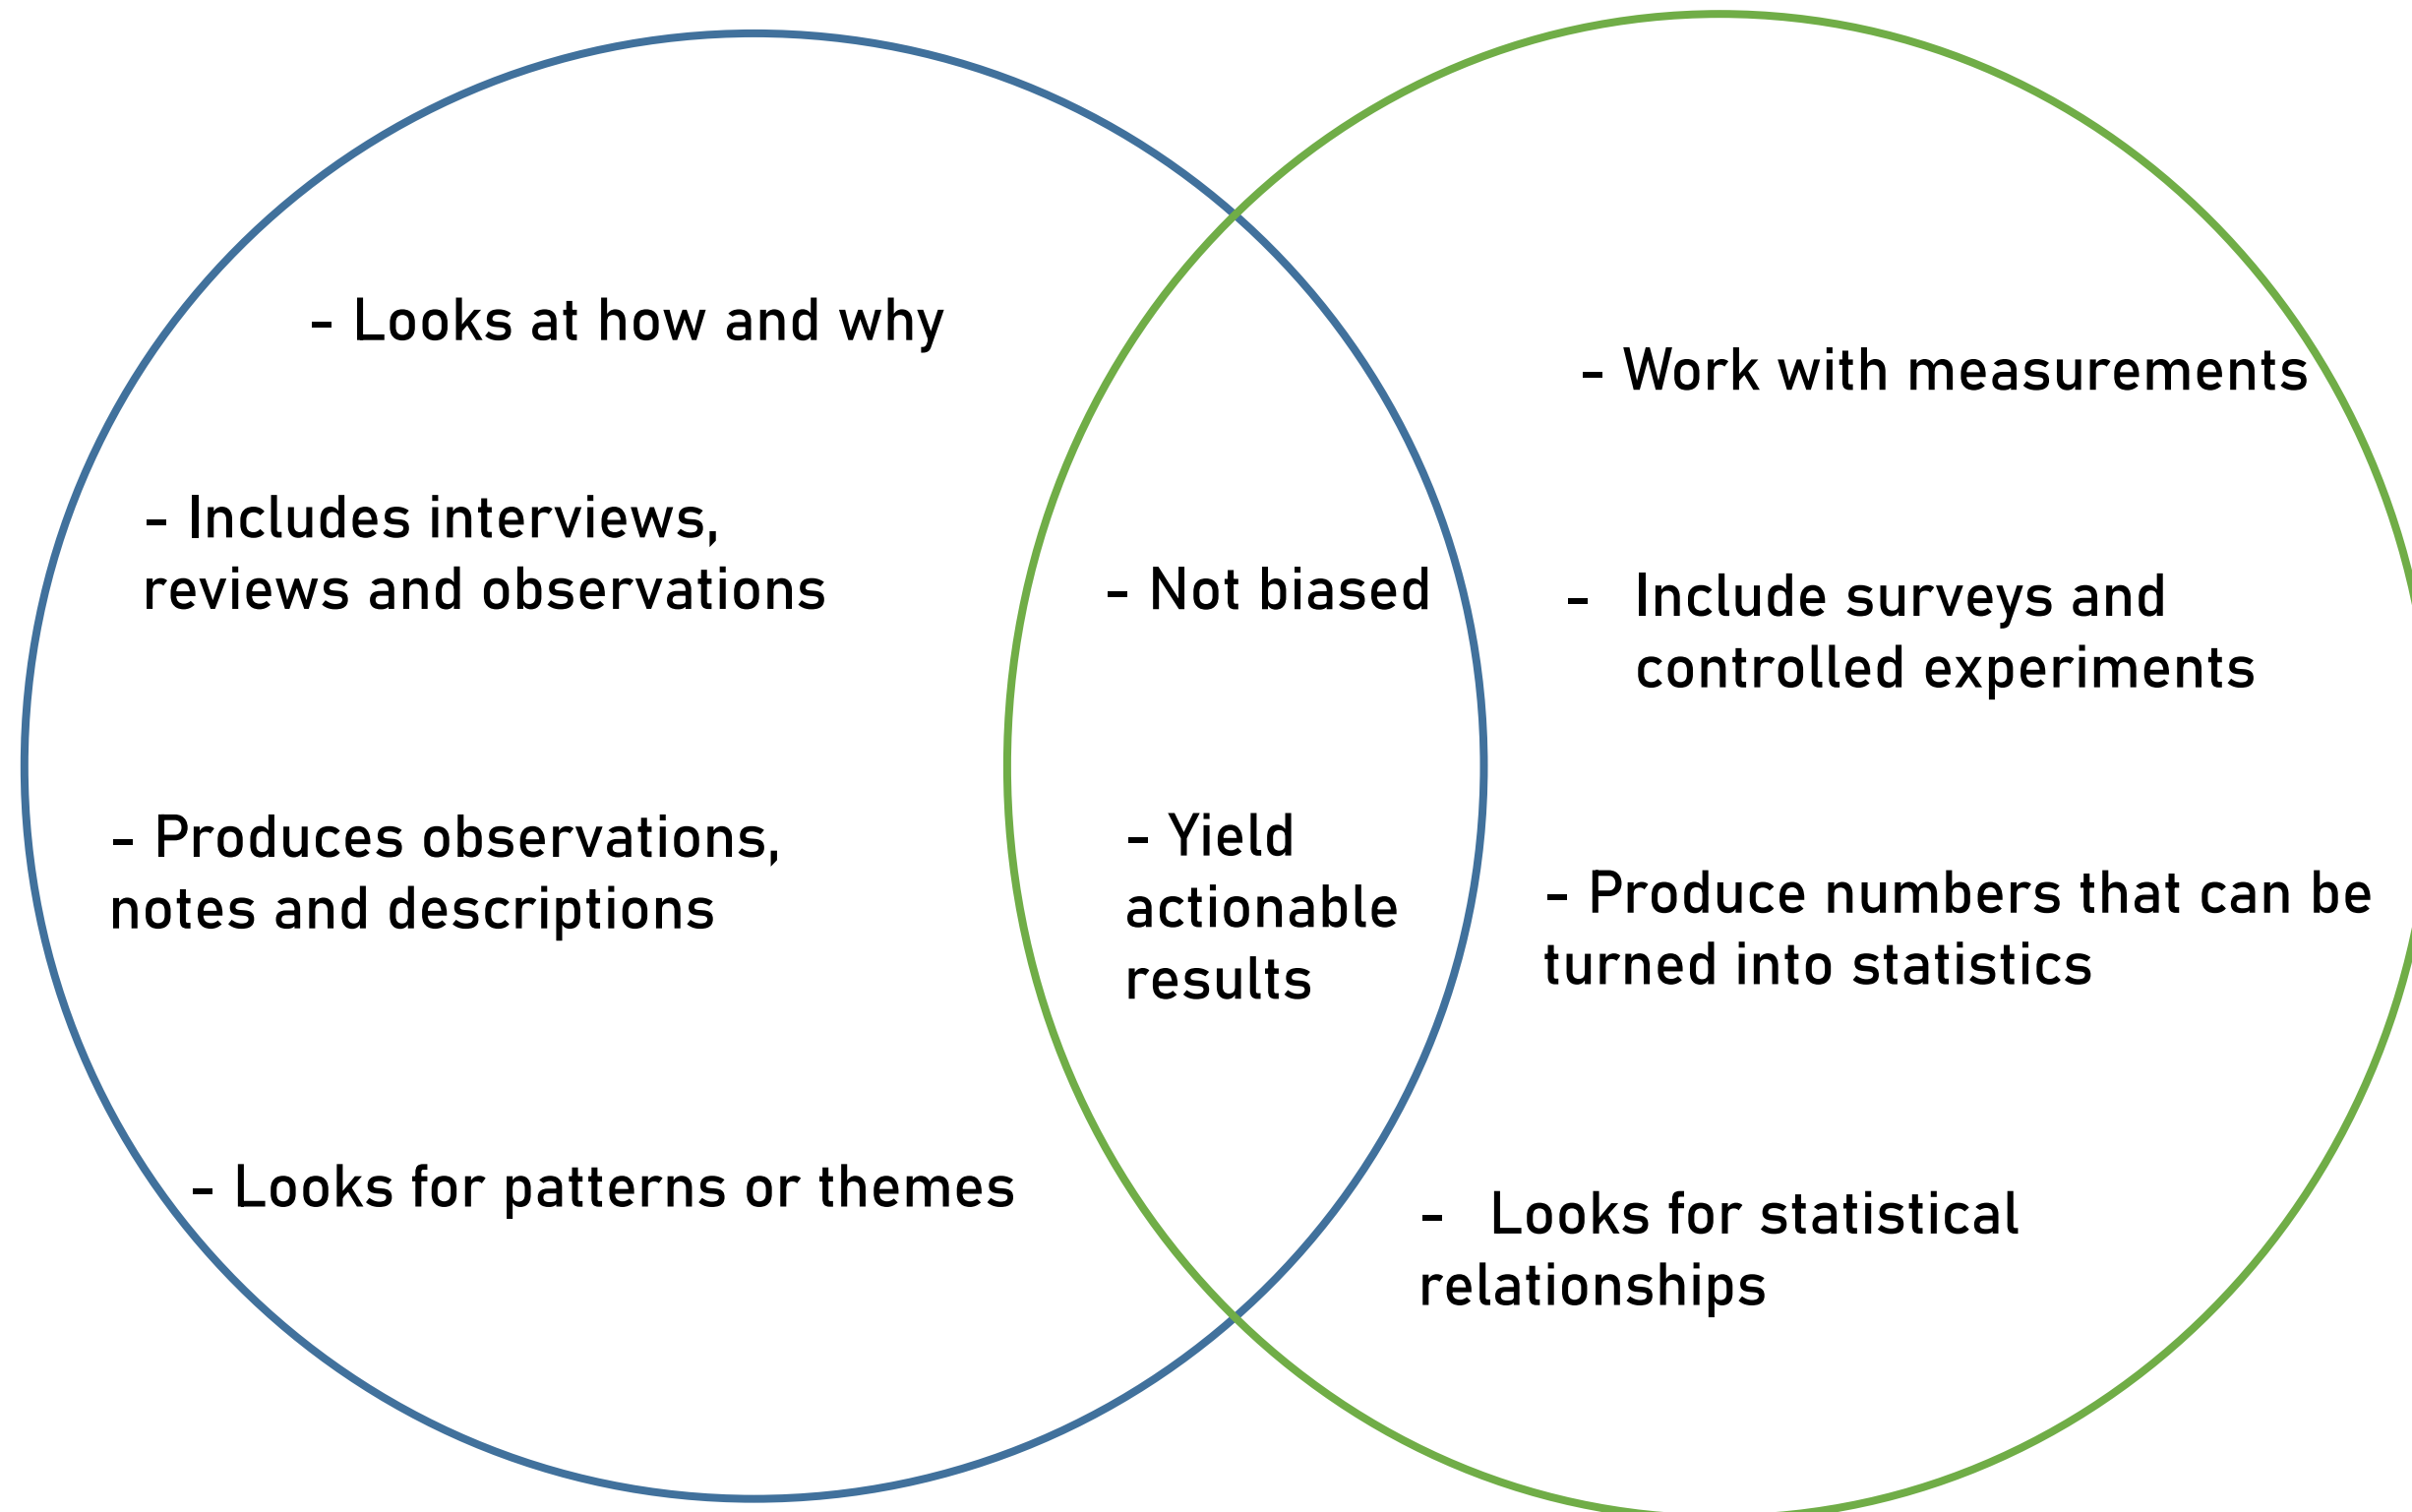 - Looks at how and why
- Includes interviews,
reviews and observations
- Produces observations,
notes and descriptions
- Looks for patterns or themes
- Not biased
- Yield
actionable
results
- Work with measurements
- Include surveys and
controlled experiments
- Produce numbers that can be
turned into statistics
- Looks for statistical
relationships